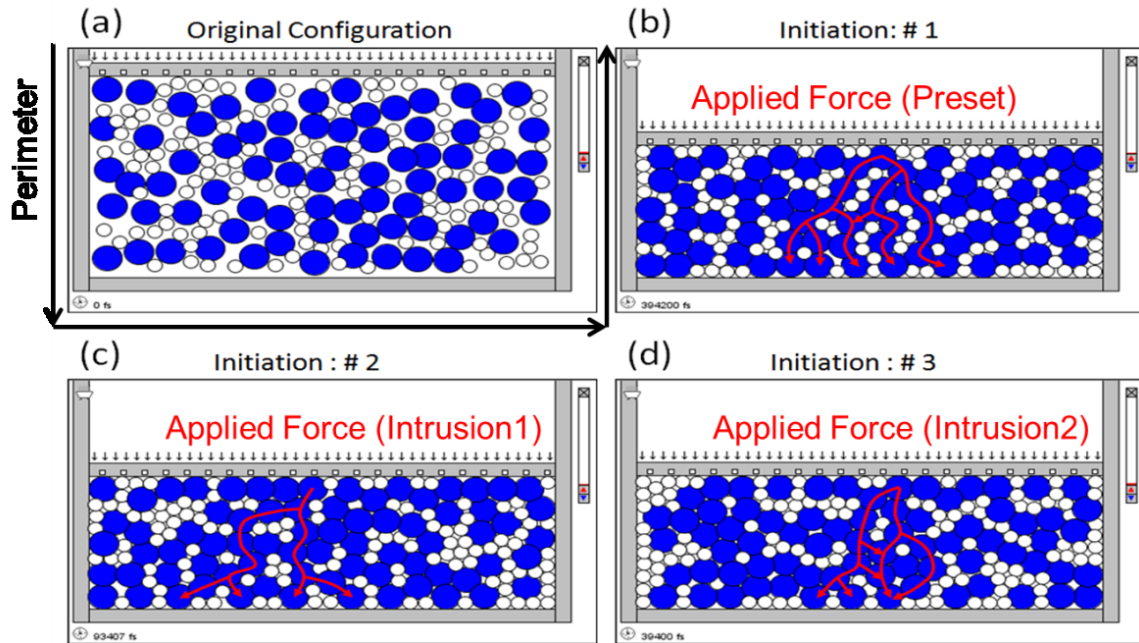 (a)
Original Configuration
Perimeter
0 fs
(b)
Initiation: # 1
Applied Force (Preset)
394200 fs
(c)
Initiation : # 2
Applied Force (Intrusion1)
93407 fs
(d)
Initiation : # 3
Applied Force (Intrusion2)
39400 fs